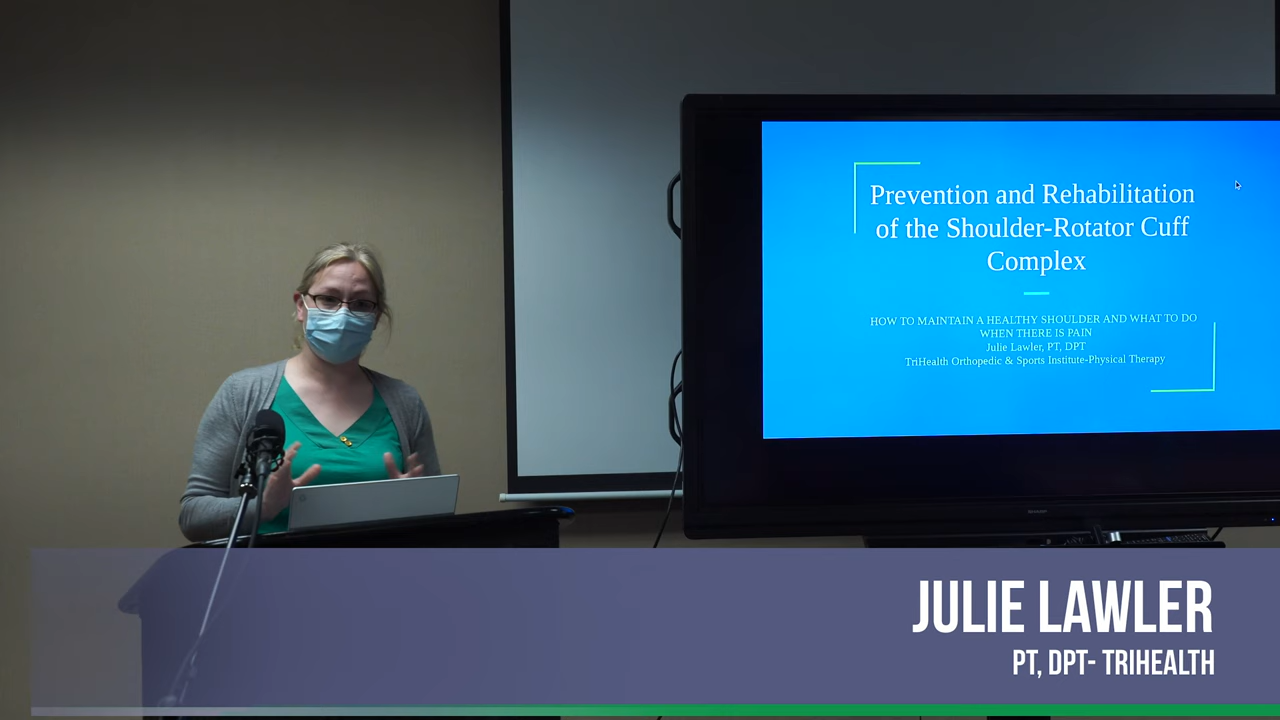 Prevention and Rehabilitation
of the Shoulder-Rotator Cuff
Complex
HOW TO MAINTAIN A HEALTHY SHOULDER AND WHAT TO DO
WHEN THERE IS PAIN
Julie Lawler, PT, DPT
TriHealth Orthopedic & Sports Institute-Physical Therapy
SHARP
JULIE LAWLER
PT, DPT- TRIHEALTH